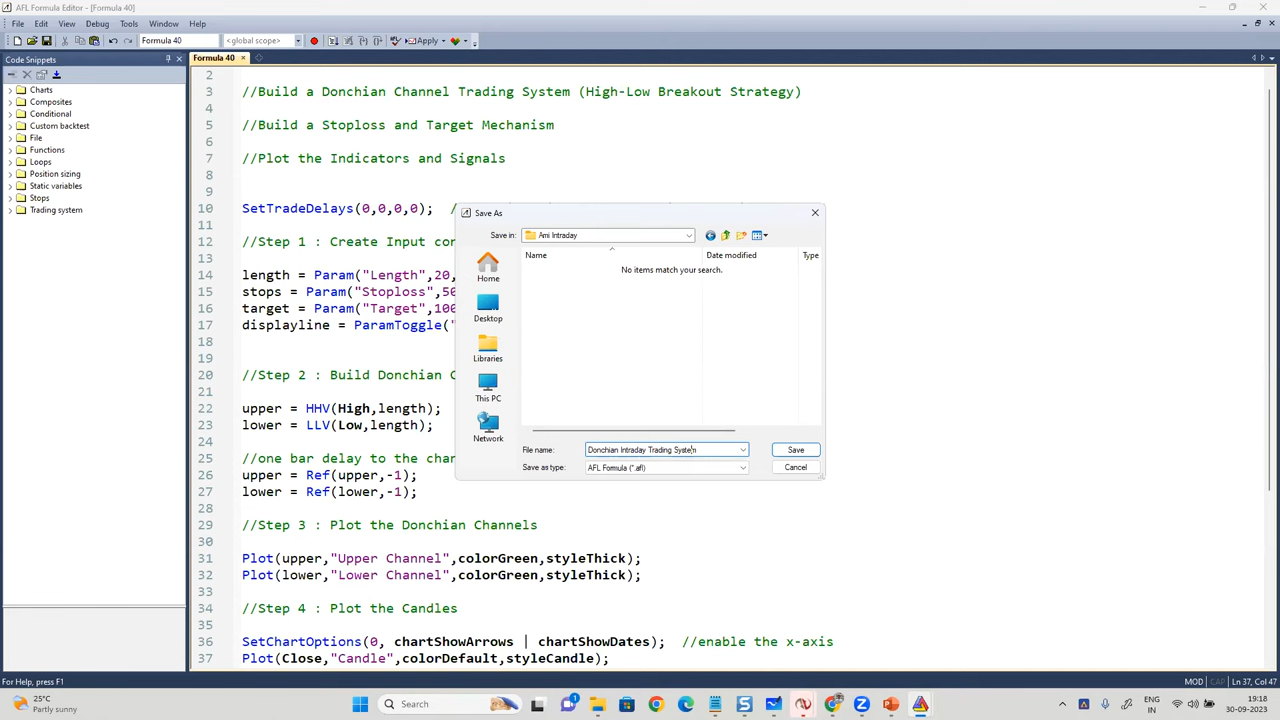 AFL Formula Editor - [Formula 40]
File Edit View Debug Tools Window Help
Formula 40 <global scope> Apply
Code Snippets
Formula 40
Charts
Composites
Conditional
Custom backtest
File
Functions
Loops
Position sizing
Static variables
Stops
Trading system
2
3 //Build a Donchian Channel Trading System (High-Low Breakout Strategy)
4
5 //Build a Stoploss and Target Mechanism
6
7 //Plot the Indicators and Signals
8
9
10 SetTradeDelays(0,0,0,0);
11
12 //Step 1 : Create Input con
13
14 length = Param("Length",20,
15 stops = Param("Stoploss",50
16 target = Param("Target",100
17 displayline = ParamToggle("
18
19
20 //Step 2 : Build Donchian C
21
22 upper = HHV(High,length);
23 lower = LLV(Low,length);
24
25 //one bar delay to the chan
26 upper = Ref(upper,-1);
27 lower = Ref(lower,-1);
28
29 //Step 3 : Plot the Donchian Channels
30
31 Plot(upper,"Upper Channel",colorGreen,styleThick);
32 Plot(lower,"Lower Channel",colorGreen,styleThick);
33
34 //Step 4 : Plot the Candles
35
36 SetChartOptions(0, chartShowArrows | chartShowDates); //enable the x-axis
37 Plot(Close,"Candle",colorDefault,styleCandle);
Save As
Save in: Ami Intraday
Name Date modified Type
No items match your search.
Home
Desktop
Libraries
This PC
Network
File name: Donchian Intraday Trading System Save
Save as type: AFL Formula (*.afl) Cancel
For Help, press F1
MOD CAP Ln 37, Col 47
25°C
Partly sunny
Search
1
ENG
IN
19:18
30-09-2023